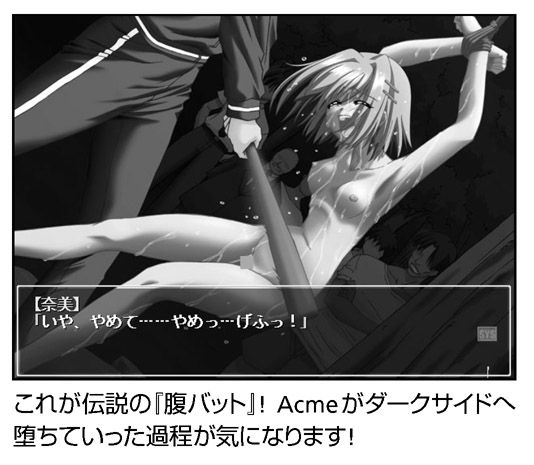 【奈美】
「いや、やめて……やめっ…げふっ！」
SYS
これが伝説の『腹バット』！ Acmeがダークサイドへ
堕ちていった過程が気になります！